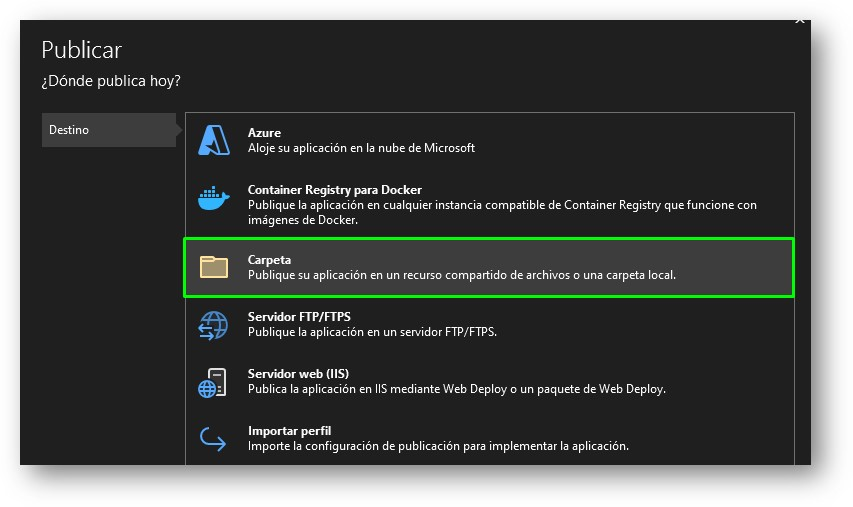 Publicar
¿Dónde publica hoy?
Destino
Azure
Aloje su aplicación en la nube de Microsoft
Container Registry para Docker
Publique la aplicación en cualquier instancia compatible de Container Registry que funcione con
imágenes de Docker.
Carpeta
Publique su aplicación en un recurso compartido de archivos o una carpeta local.
Servidor FTP/FTPS
Publique la aplicación en un servidor FTP/FTPS.
Servidor web (IIS)
Publica la aplicación en IIS mediante Web Deploy o un paquete de Web Deploy.
Importar perfil
Importe la configuración de publicación para implementar la aplicación.